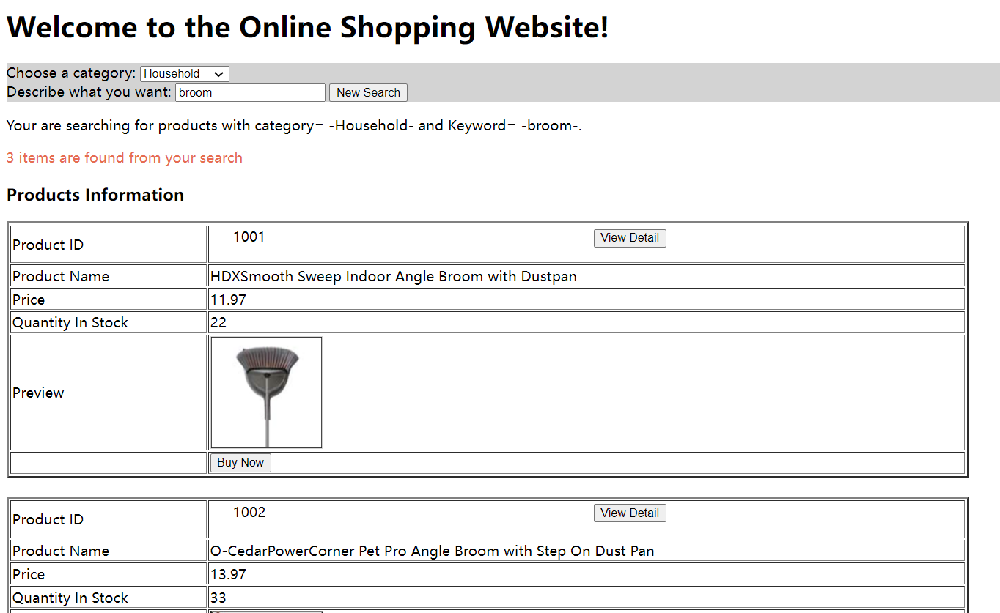 Welcome to the Online Shopping Website!
Choose a category: Household
Describe what you want: broom New Search
Your are searching for products with category= -Household- and Keyword= -broom-.
3 items are found from your search
Products Information
Product ID 1001 View Detail
Product Name HDXSmooth Sweep Indoor Angle Broom with Dustpan
Price 11.97
Quantity In Stock 22
Preview
Buy Now
Product ID 1002 View Detail
Product Name O-CedarPowerCorner Pet Pro Angle Broom with Step On Dust Pan
Price 13.97
Quantity In Stock 33